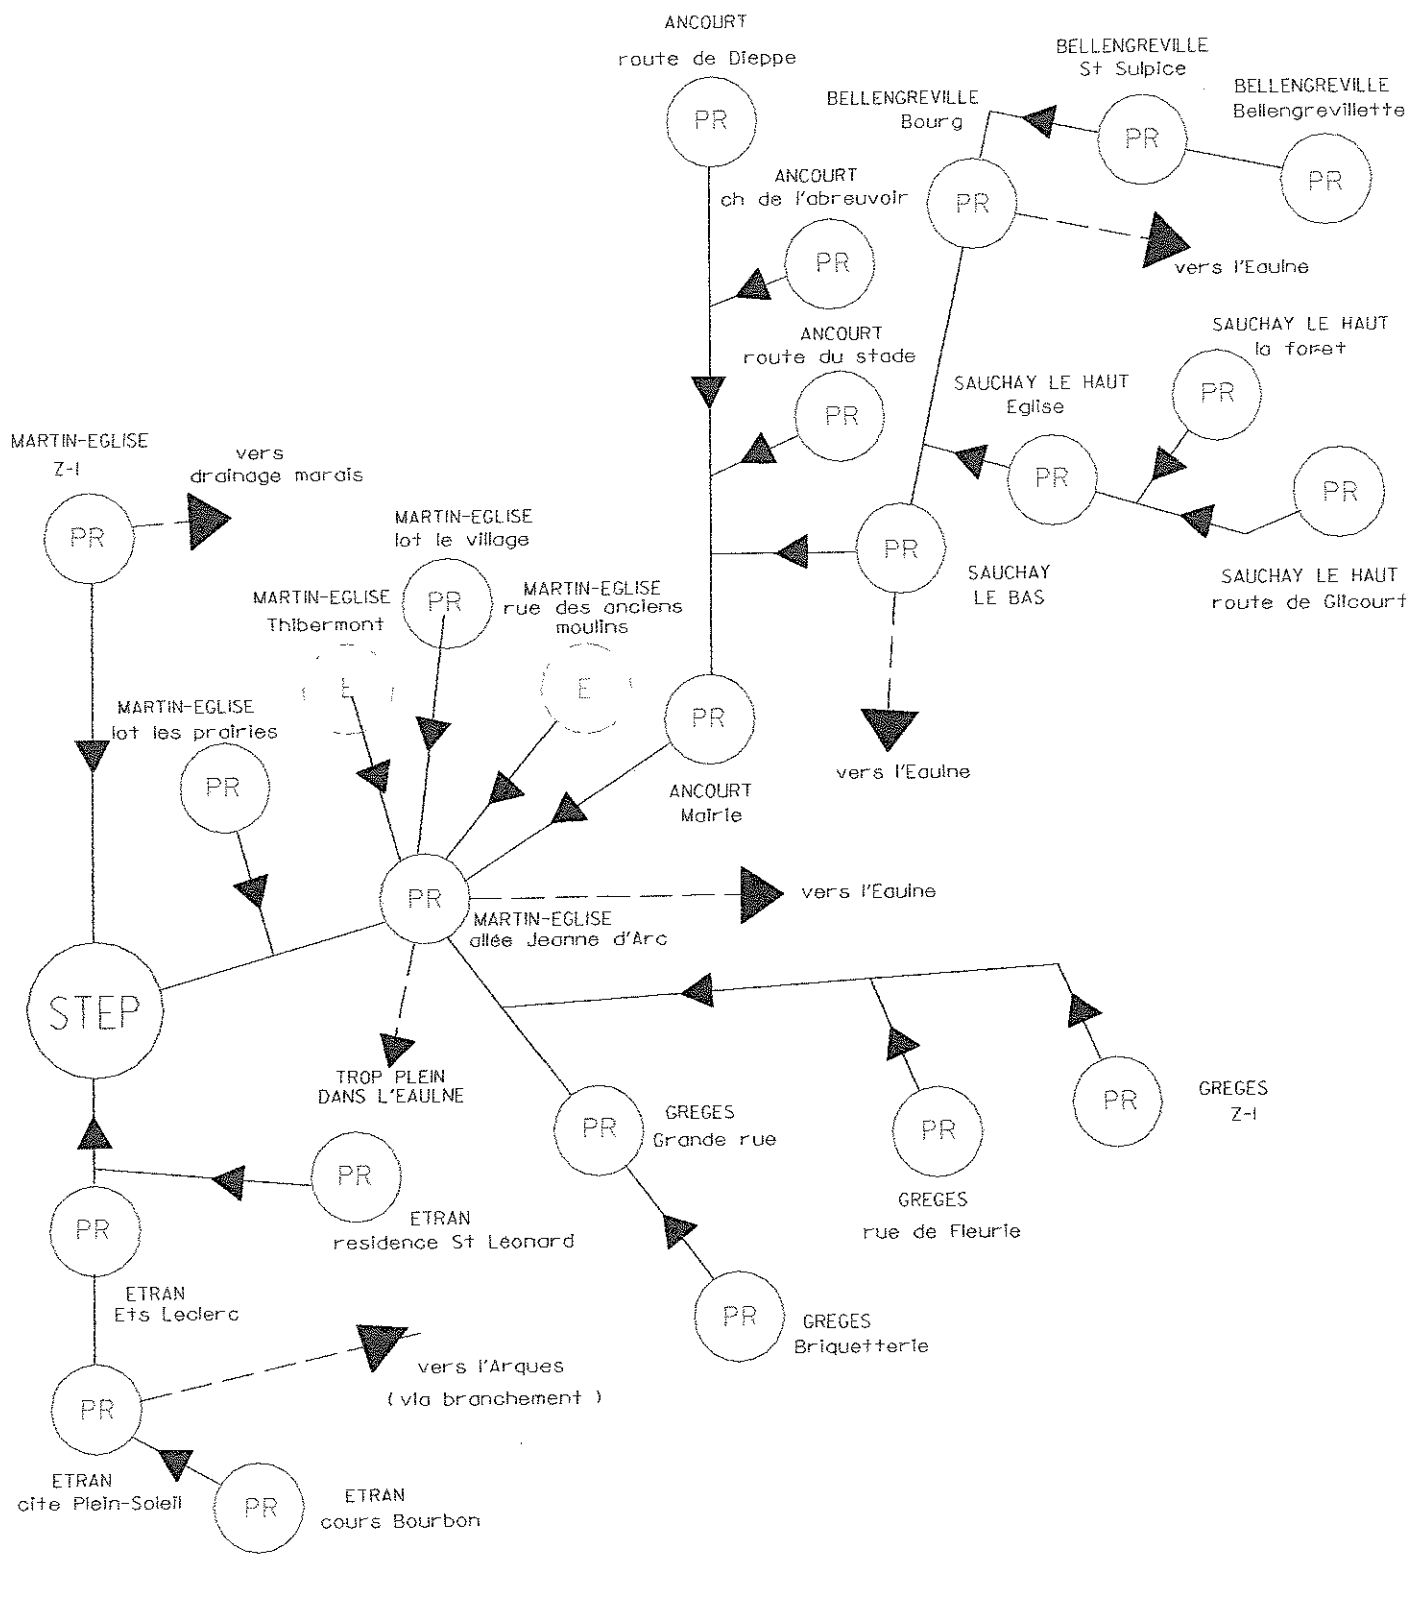 ANCOURT
route de Dieppe
PR
BELLENGREVILLE
St Sulpice
PR
BELLENGREVILLE
Bellengrevillette
PR
BELLENGREVILLE
Bourg
PR
vers l'Eaulne
ANCOURT
ch de l'abreuvoir
PR
ANCOURT
route du stade
PR
SAUCHAY LE HAUT
la foret
PR
SAUCHAY LE HAUT
Eglise
PR
PR
SAUCHAY LE HAUT
route de Glicourt
PR
SAUCHAY
LE BAS
vers l'Eaulne
MARTIN-EGLISE
Z-I
PR
vers
drainage marais
MARTIN-EGLISE
lot le village
PR
MARTIN-EGLISE
Thibermont
E
MARTIN-EGLISE
rue des anciens
moulins
E
MARTIN-EGLISE
lot les prairies
PR
PR
ANCOURT
Mairie
PR
MARTIN-EGLISE
allée Jeanne d'Arc
vers l'Eaulne
STEP
TROP PLEIN
DANS L'EAULNE
PR
GREGES
Grande rue
PR
GREGES
rue de Fleurie
PR
GREGES
Z-I
PR
ETRAN
residence St Léonard
PR
ETRAN
Ets Leclerc
PR
GREGES
Briquetterie
vers l'Arques
( via branchement )
PR
ETRAN
cite Plein-Soleil
PR
ETRAN
cours Bourbon